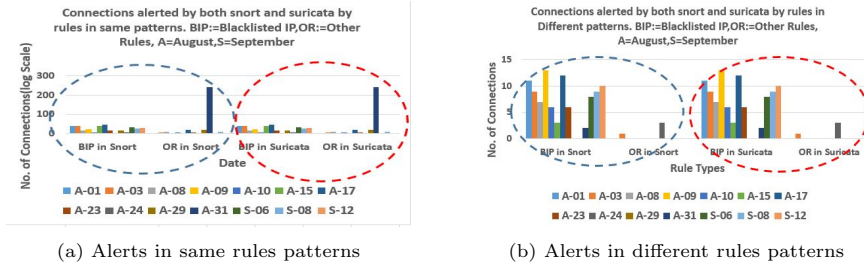 Connections alerted by both snort and suricata by
rules in same patterns. BIP:=Blacklisted IP,OR:=Other
Rules, A=August,S=September
No. of Connections(log Scale)
300
200
100
0
BIP in Snort OR in Snort BIP in Suricata OR in Suricata
Date
A-01 A-03 A-08 A-09 A-10 A-15 A-17
A-23 A-24 A-29 A-31 S-06 S-08 S-12
(a) Alerts in same rules patterns
Connections alerted by both snort and suricata by rules in
Different patterns. BIP:=Blacklisted IP,OR:=Other Rules,
A=August,S=September
No. of Connections
15
10
5
0
BIP in Snort OR in Snort BIP in Suricata OR in Suricata
Rule Types
A-01 A-03 A-08 A-09 A-10 A-15 A-17
A-23 A-24 A-29 A-31 S-06 S-08 S-12
(b) Alerts in different rules patterns